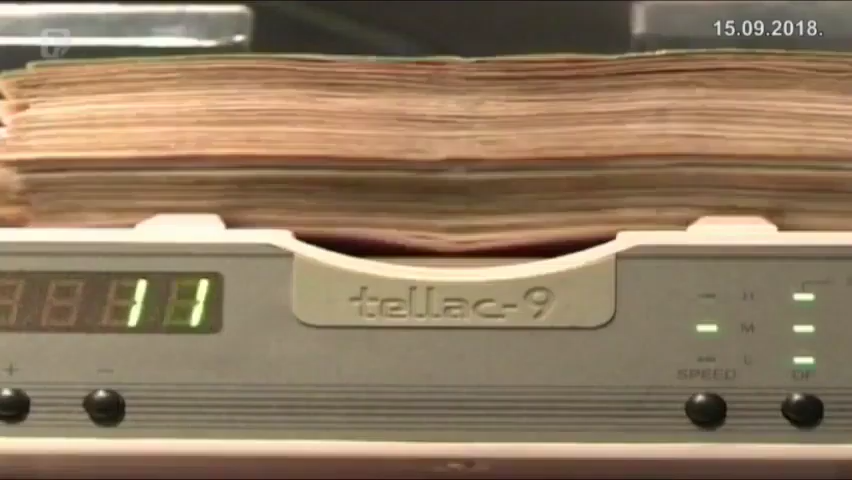 15.09.2018.
11
tellac-9
H
M
L
+ -
SPEED
DF